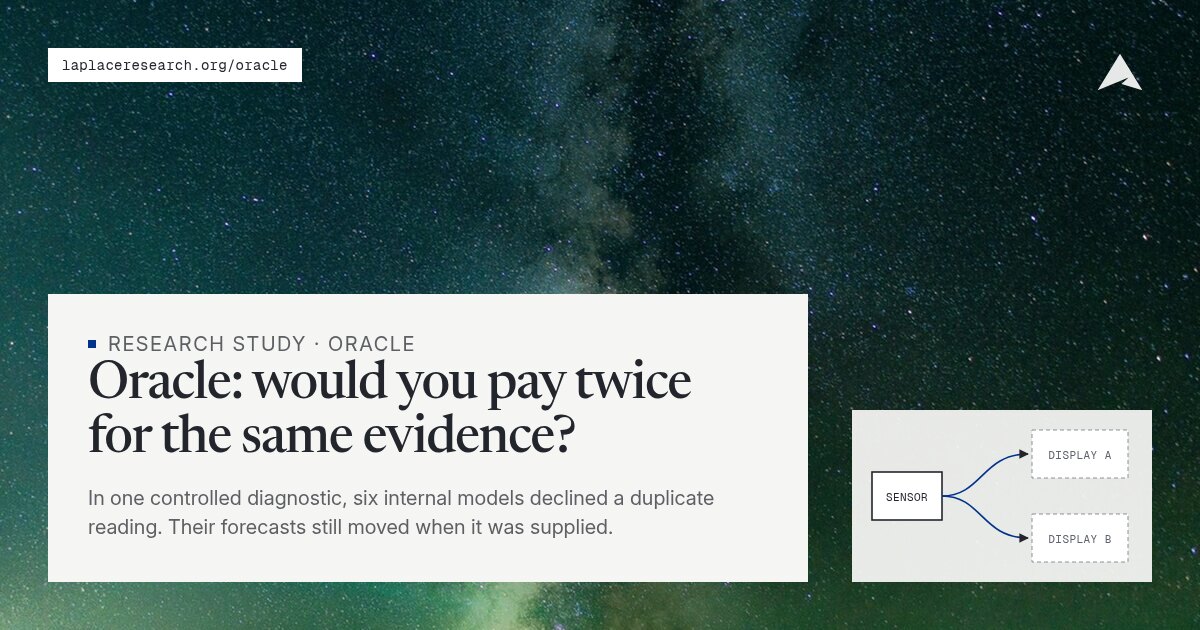 laplaceresearch.org/oracle
RESEARCH STUDY · ORACLE
Oracle: would you pay twice
for the same evidence?
In one controlled diagnostic, six internal models declined a duplicate
reading. Their forecasts still moved when it was supplied.
SENSOR
DISPLAY A
DISPLAY B